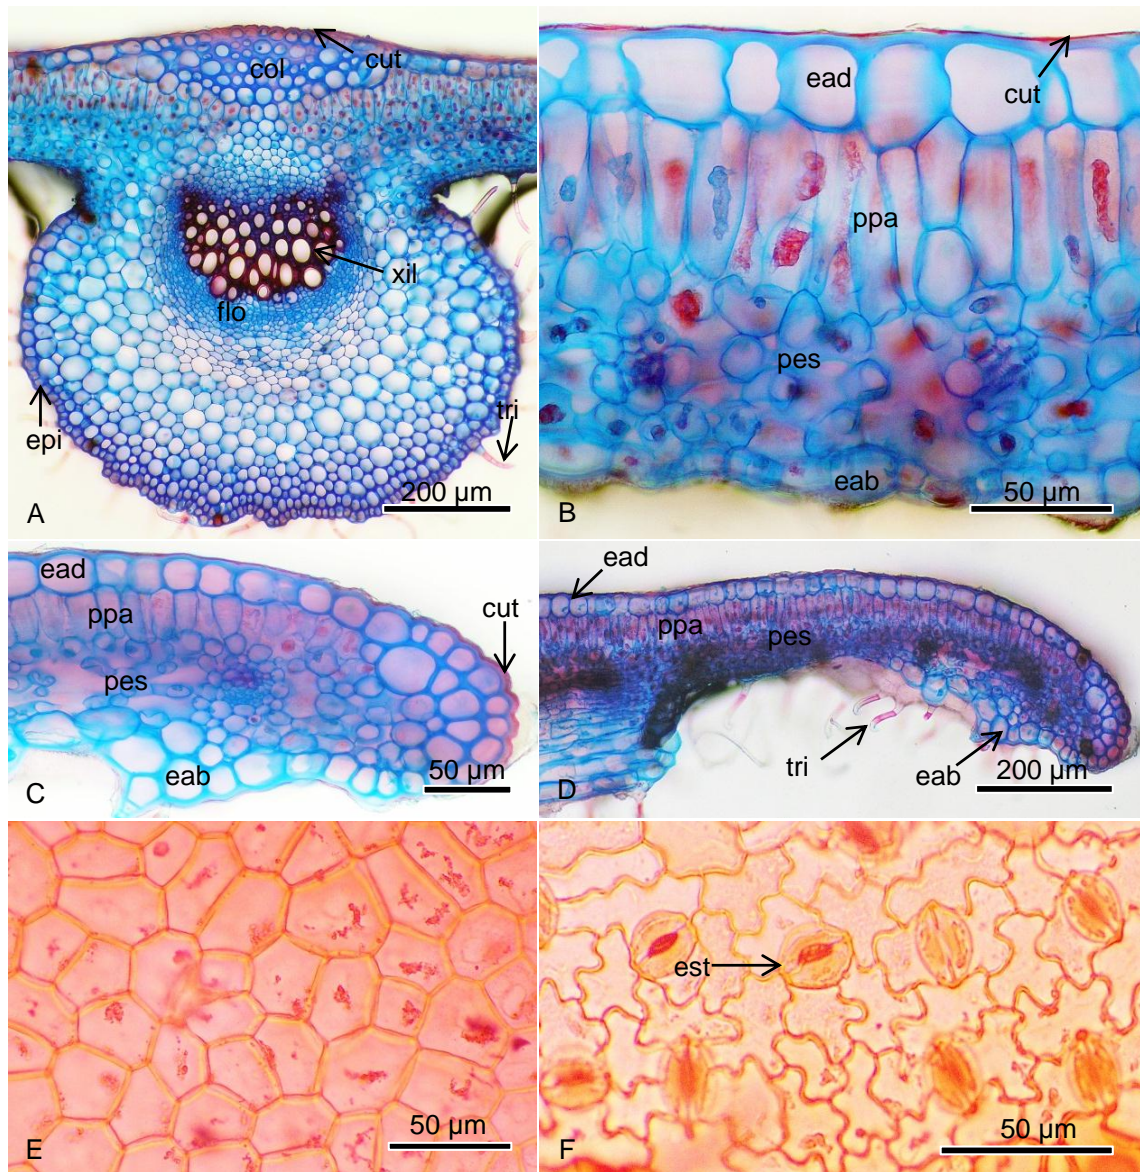 cut
col
xil
flo
epi
tri
200 µm
A
ead
cut
ppa
pes
eab
50 µm
B
ead
ppa
cut
pes
eab
50 µm
C
ead
ppa
pes
tri
eab
200 µm
D
50 µm
E
est
50 µm
F